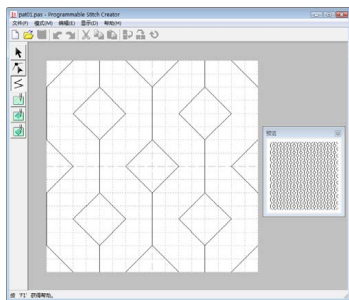 pat01.pas - Programmable Stitch Creator
文件(F) 模式(M) 编辑(E) 显示(D) 帮助(H)
预览
按 'F1' 获得帮助。